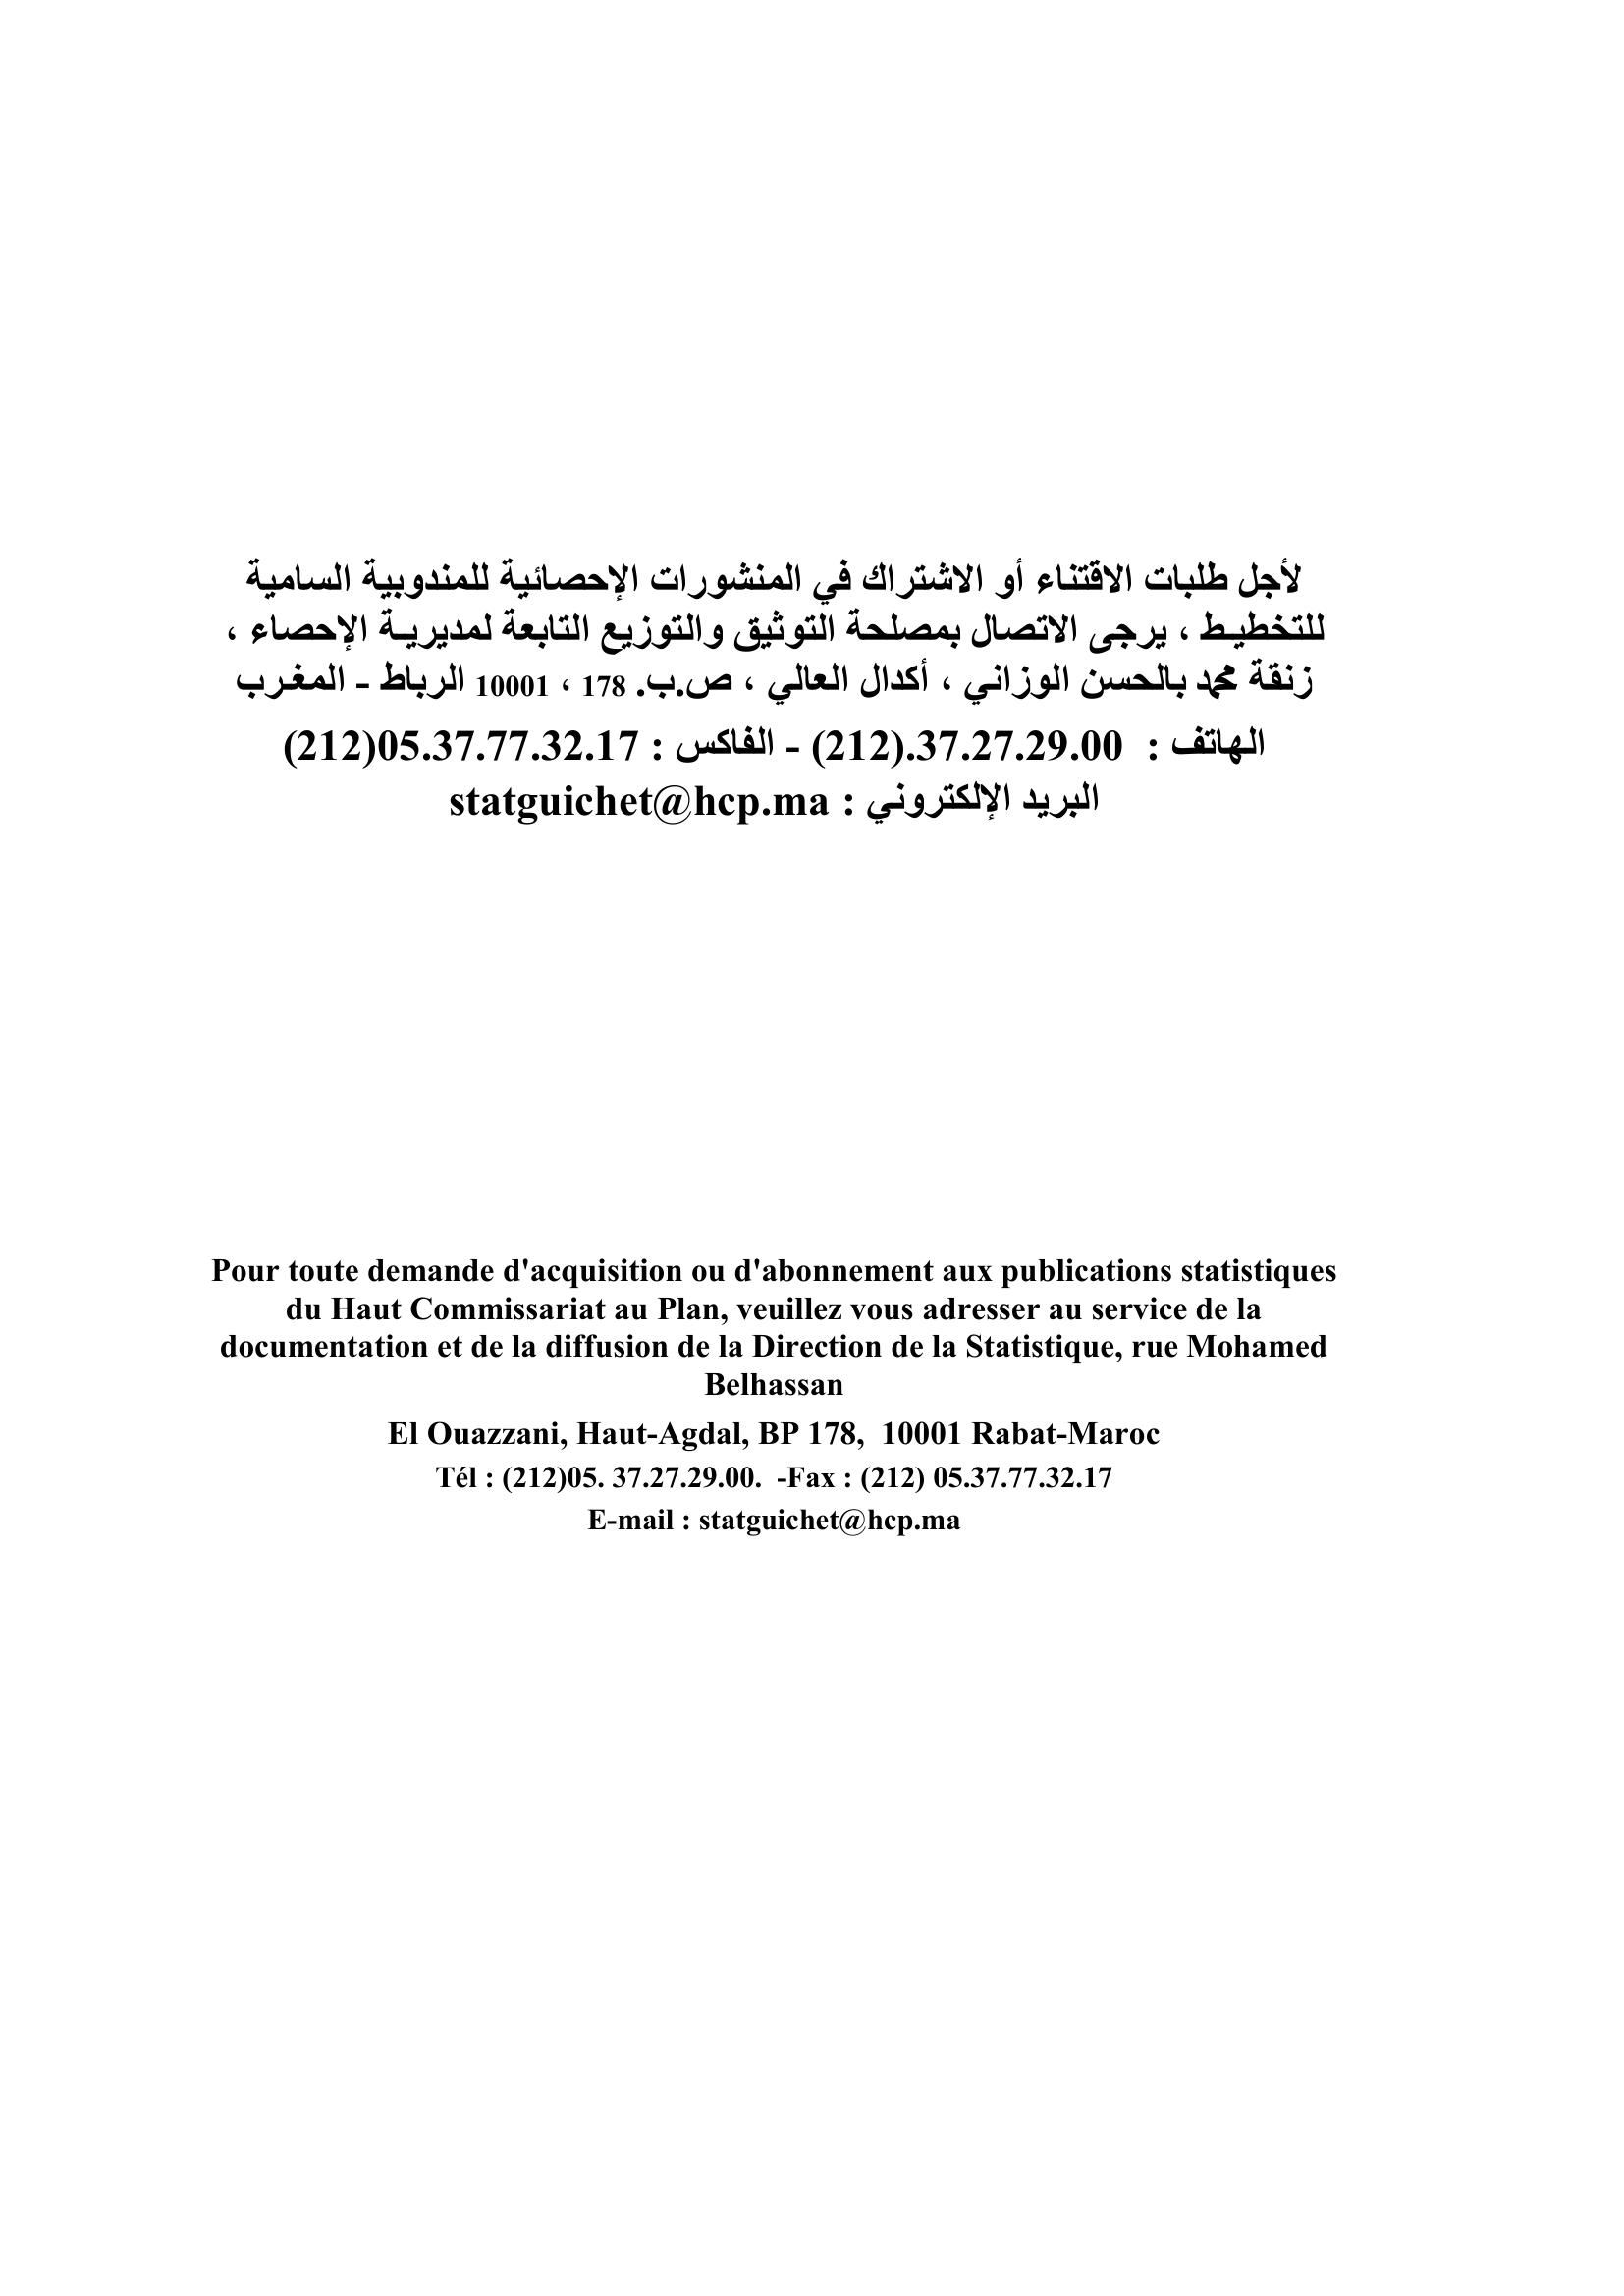 لأجل طلبات الاقتناء أو الاشتراك في المنشورات الإحصائية للمندوبية السامية
للتخطيـط ، يرجى الاتصال بمصلحة التوثيق والتوزيع التابعة لمديريـة الإحصاء ،
زنقة محمد بالحسن الوزاني ، أكدال العالي ، ص.ب. 178 ، 10001 الرباط - المغـرب
الهاتف : 37.27.29.00.(212) - الفاكس : 05.37.77.32.17(212)
البريد الإلكتروني : statguichet@hcp.ma
Pour toute demande d'acquisition ou d'abonnement aux publications statistiques
du Haut Commissariat au Plan, veuillez vous adresser au service de la
documentation et de la diffusion de la Direction de la Statistique, rue Mohamed
Belhassan
El Ouazzani, Haut-Agdal, BP 178, 10001 Rabat-Maroc
Tél : (212)05. 37.27.29.00. -Fax : (212) 05.37.77.32.17
E-mail : statguichet@hcp.ma